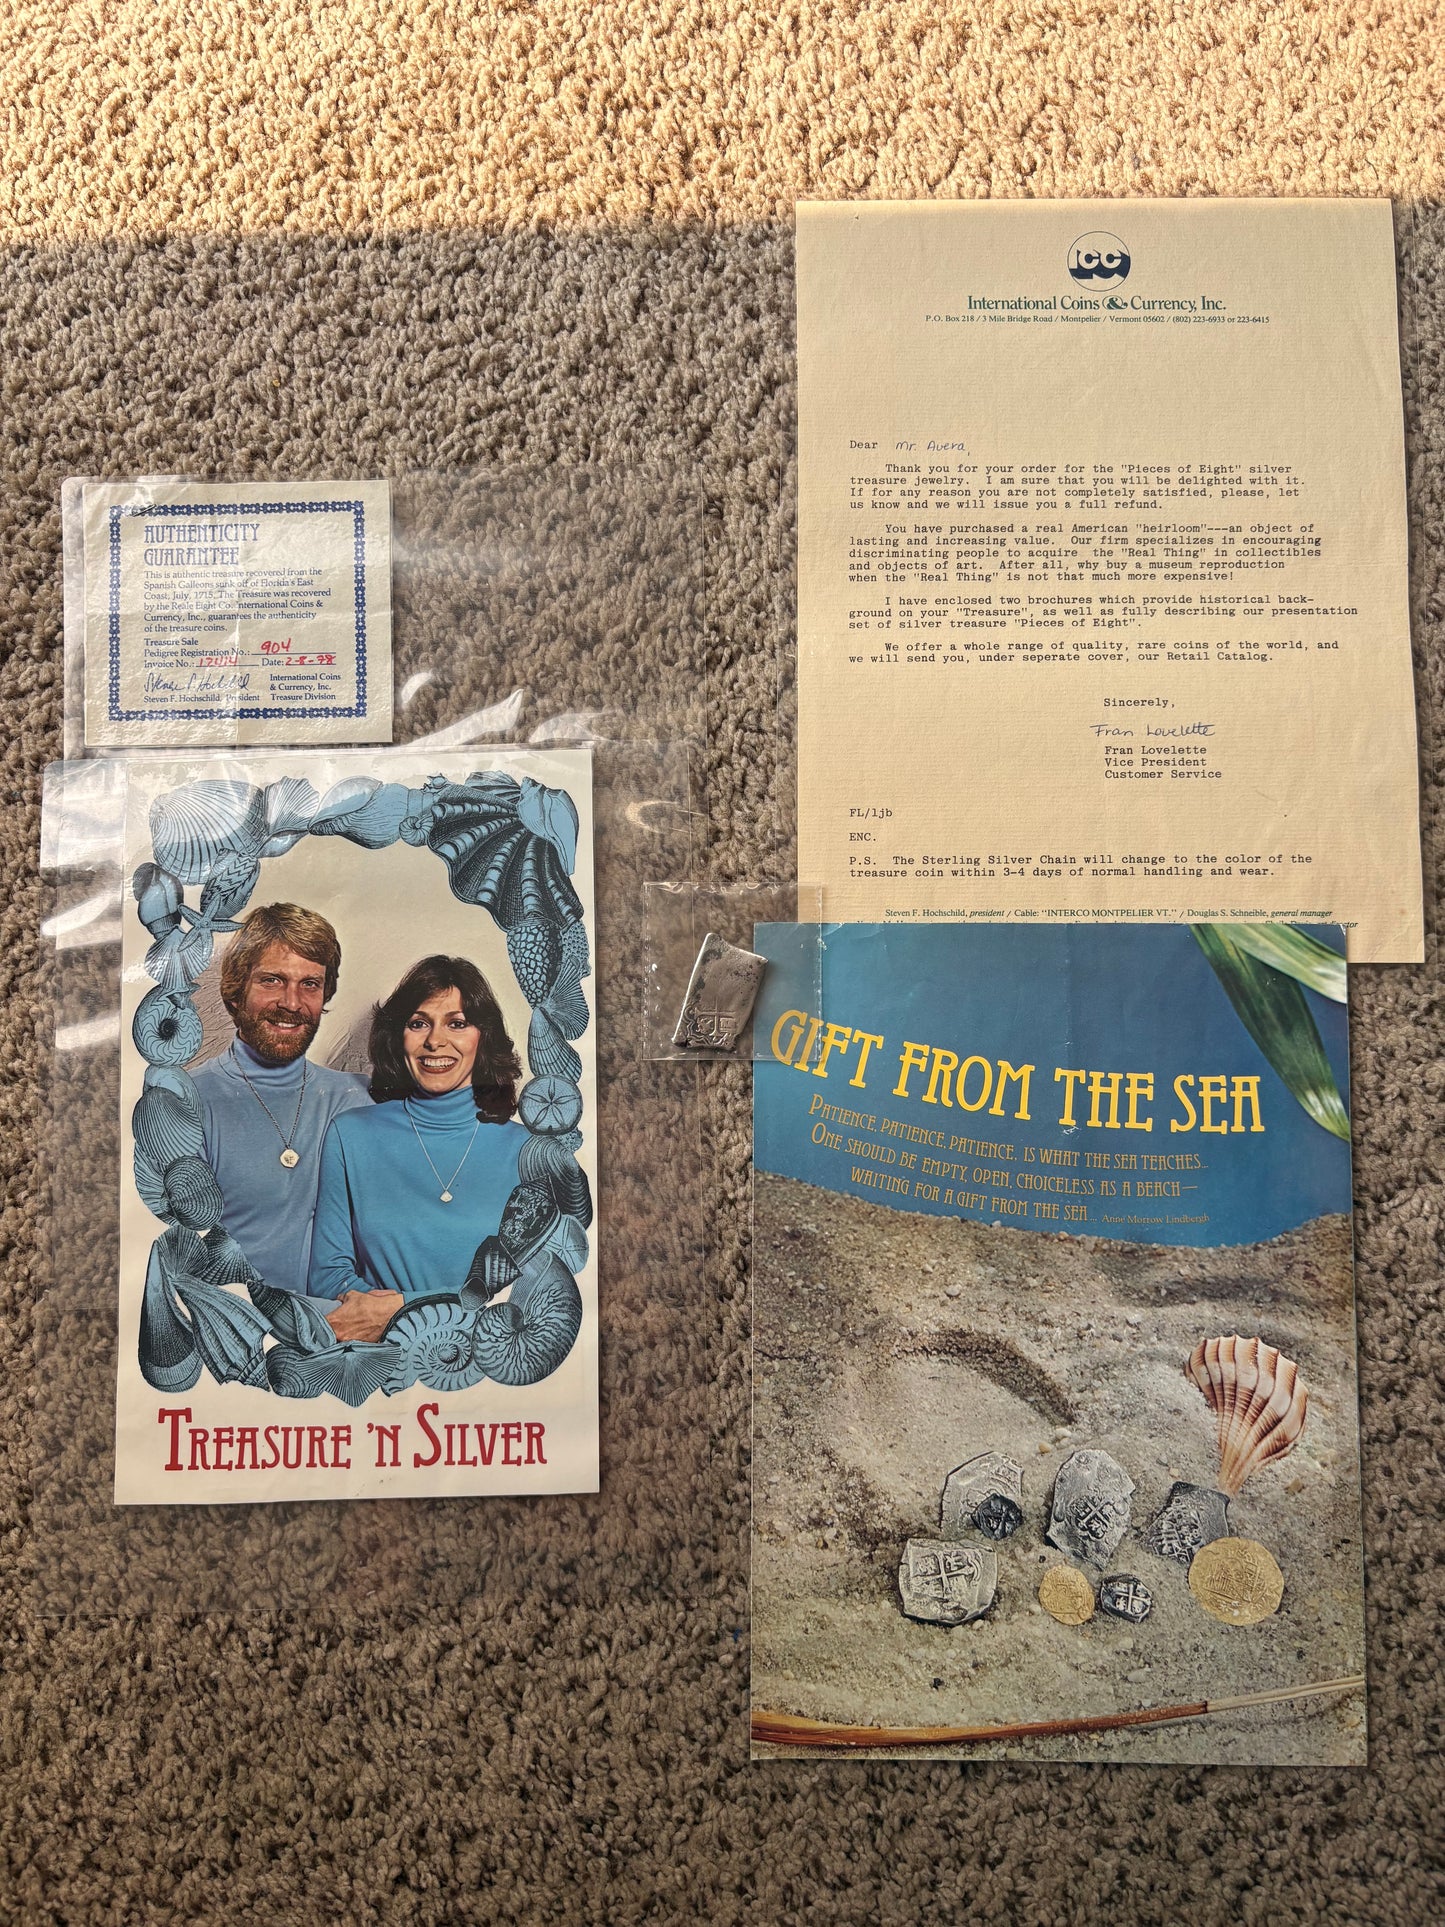 ICC
International Coins & Currency, Inc.
P.O. Box 218 / 3 Mile Bridge Road / Montpelier / Vermont 05602 / (802) 223-6933 or 223-6415
Dear Mr. Avera,
Thank you for your order for the "Pieces of Eight" silver
treasure jewelry. I am sure that you will be delighted with it.
If for any reason you are not completely satisfied, please, let
us know and we will issue you a full refund.
You have purchased a real American "heirloom"---an object of
lasting and increasing value. Our firm specializes in encouraging
discriminating people to acquire the "Real Thing" in collectibles
and objects of art. After all, why buy a museum reproduction
when the "Real Thing" is not that much more expensive!
I have enclosed two brochures which provide historical back-
ground on your "Treasure", as well as fully describing our presentation
set of silver treasure "Pieces of Eight".
We offer a whole range of quality, rare coins of the world, and
we will send you, under seperate cover, our Retail Catalog.
Sincerely,
Fran Lovelette
Fran Lovelette
Vice President
Customer Service
FL/ljb
ENC.
P.S. The Sterling Silver Chain will change to the color of the
treasure coin within 3-4 days of normal handling and wear.
Steven F. Hochschild, president / Cable: "INTERCO MONTPELIER VT." / Douglas S. Schneible, general manager
AUTHENTICITY
GUARANTEE
This is authentic treasure recovered from the
Spanish Galleons sunk off of Florida's East
Coast, July, 1715. The Treasure was recovered
by the Reale Eight Co. International Coins &
Currency, Inc., guarantees the authenticity
of the treasure coins.
Treasure Sale
Pedigree Registration No.: 904
Invoice No.: 17414 Date: 2-8-78
Steven F. Hochschild
International Coins
& Currency, Inc.
Steven F. Hochschild, President Treasure Division
TREASURE 'N SILVER
GIFT FROM THE SEA
PATIENCE, PATIENCE, PATIENCE, IS WHAT THE SEA TEACHES...
ONE SHOULD BE EMPTY, OPEN, CHOICELESS AS A BEACH—
WAITING FOR A GIFT FROM THE SEA... Anne Morrow Lindbergh